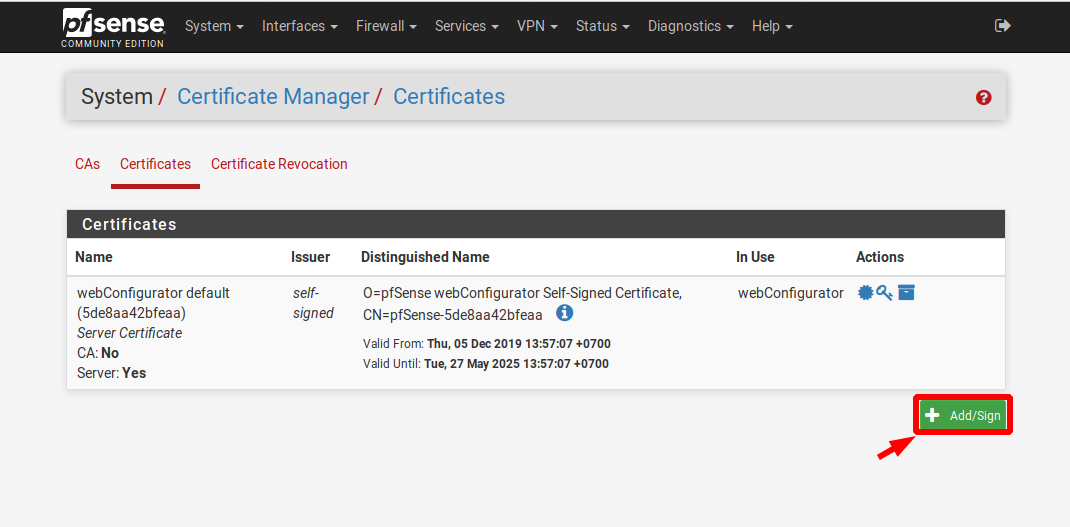 pfsense
COMMUNITY EDITION
System Interfaces Firewall Services VPN Status Diagnostics Help
System / Certificate Manager / Certificates
CAs Certificates Certificate Revocation
Certificates
Name Issuer Distinguished Name In Use Actions
webConfigurator default
(5de8aa42bfeaa)
Server Certificate
CA: No
Server: Yes
self-
signed
O=pfSense webConfigurator Self-Signed Certificate,
CN=pfSense-5de8aa42bfeaa
Valid From: Thu, 05 Dec 2019 13:57:07 +0700
Valid Until: Tue, 27 May 2025 13:57:07 +0700
webConfigurator
Add/Sign